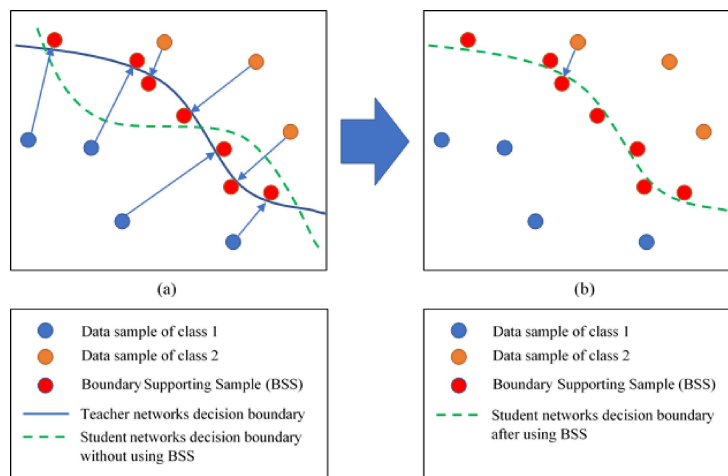 (a)
(b)
Data sample of class 1
Data sample of class 2
Boundary Supporting Sample (BSS)
Teacher networks decision boundary
Student networks decision boundary
without using BSS
Data sample of class 1
Data sample of class 2
Boundary Supporting Sample (BSS)
Student networks decision boundary
after using BSS